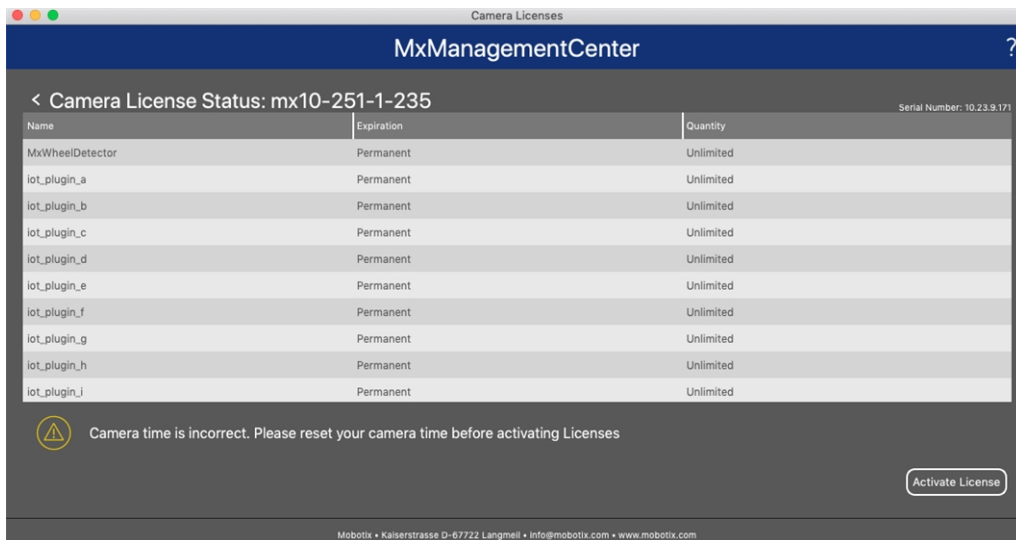 Camera Licenses
MxManagementCenter
?
< Camera License Status: mx10-251-1-235
Serial Number: 10.23.9.171
Name Expiration Quantity
MxWheelDetector Permanent Unlimited
iot_plugin_a Permanent Unlimited
iot_plugin_b Permanent Unlimited
iot_plugin_c Permanent Unlimited
iot_plugin_d Permanent Unlimited
iot_plugin_e Permanent Unlimited
iot_plugin_f Permanent Unlimited
iot_plugin_g Permanent Unlimited
iot_plugin_h Permanent Unlimited
iot_plugin_i Permanent Unlimited
Camera time is incorrect. Please reset your camera time before activating Licenses
Activate License
Mobotix • Kaiserstrasse D-67722 Langmeil • info@mobotix.com • www.mobotix.com